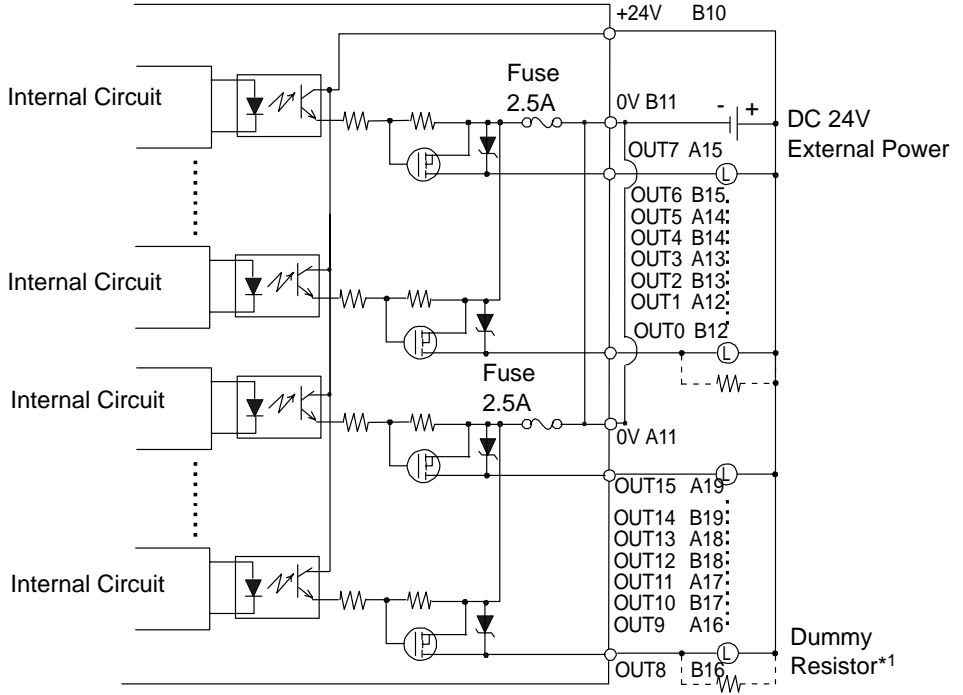 +24V B10
Fuse
2.5A
Internal Circuit
0V B11
- +
DC 24V
External Power
OUT7 A15
L
OUT6 B15
OUT5 A14
OUT4 B14
OUT3 A13
OUT2 B13
OUT1 A12
Internal Circuit
OUT0 B12
L
Fuse
2.5A
Internal Circuit
0V A11
L
OUT15 A19
OUT14 B19
OUT13 A18
OUT12 B18
OUT11 A17
OUT10 B17
OUT9 A16
Internal Circuit
Dummy
Resistor*1
L
OUT8 B16